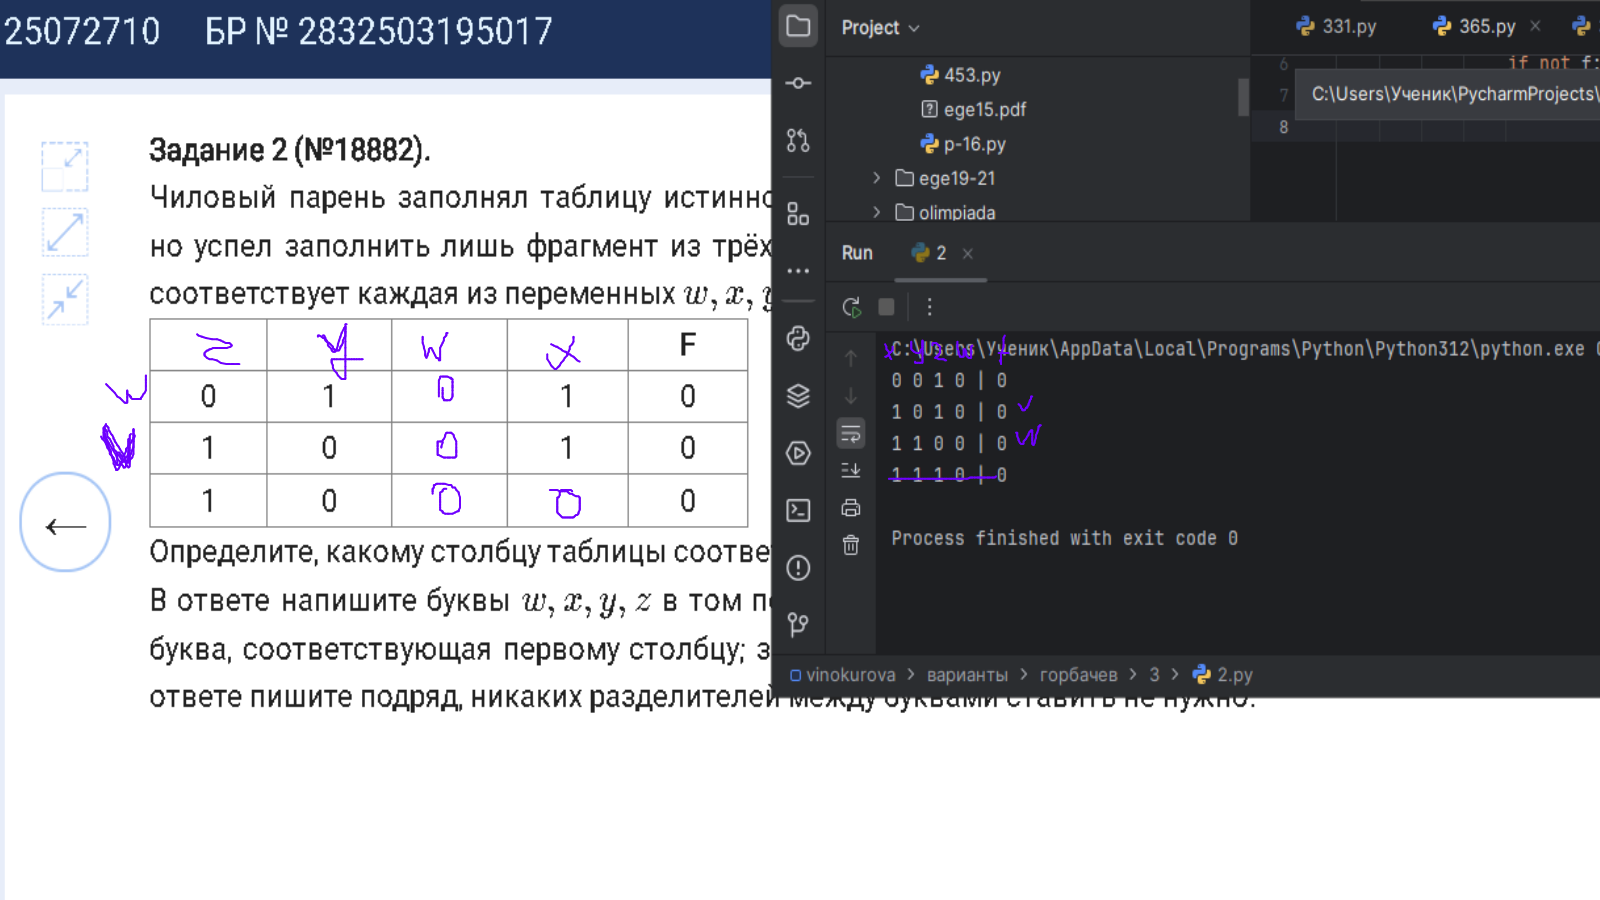 25072710 БР № 2832503195017
Задание 2 (№18882).
Чиловый парень заполнял таблицу истинно
но успел заполнить лишь фрагмент из трёх
соответствует каждая из переменных w, x, y
z y w x F
w 0 1 0 1 0
1 0 0 1 0
1 0 0 0 0
Определите, какому столбцу таблицы соотве
В ответе напишите буквы w, x, y, z в том п
буква, соответствующая первому столбцу; з
ответе пишите подряд, никаких разделителей между буквами ставить не нужно.
Project
453.py
ege15.pdf
p-16.py
ege19-21
olimpiada
331.py 365.py
6 if not f:
7 C:\Users\Ученик\PycharmProjects\
8
Run 2
C:\Users\Ученик\AppData\Local\Programs\Python\Python312\python.exe
x y z w f
0 0 1 0 | 0
1 0 1 0 | 0
1 1 0 0 | 0
1 1 1 0 | 0
Process finished with exit code 0
vinokurova > варианты > горбачев > 3 > 2.py